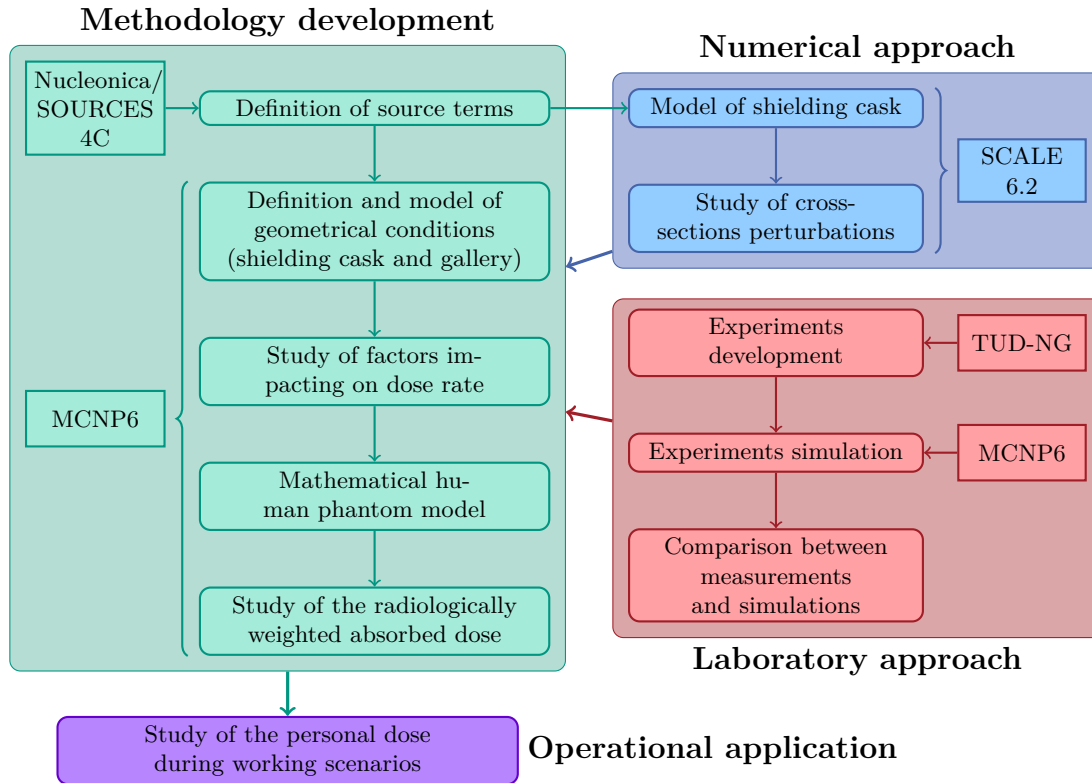 Methodology development
Nucleonica/
SOURCES
4C
Definition of source terms
Definition and model of
geometrical conditions
(shielding cask and gallery)
Study of factors im-
pacting on dose rate
MCNP6
Mathematical hu-
man phantom model
Study of the radiologically
weighted absorbed dose
Numerical approach
Model of shielding cask
Study of cross-
sections perturbations
SCALE
6.2
Experiments
development
TUD-NG
Experiments simulation
MCNP6
Comparison between
measurements
and simulations
Laboratory approach
Study of the personal dose
during working scenarios
Operational application